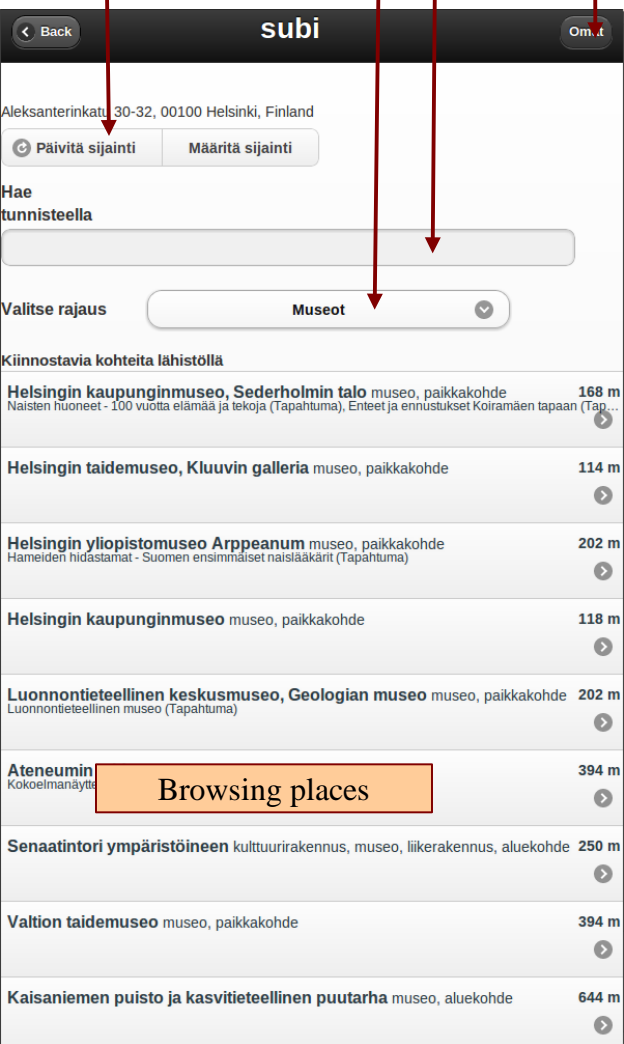 Back
subi
Omat
Aleksanterinkatu 30-32, 00100 Helsinki, Finland
Päivitä sijainti
Määritä sijainti
Hae
tunnisteella
Valitse rajaus
Museot
Kiinnostavia kohteita lähistöllä
Helsingin kaupunginmuseo, Sederholmin talo museo, paikkakohde 168 m
Naisten huoneet - 100 vuotta elämää ja tekoja (Tapahtuma), Enteet ja ennustukset Koiramäen tapaan (Tap...
Helsingin taidemuseo, Kluuvin galleria museo, paikkakohde 114 m
Helsingin yliopistomuseo Arppeanum museo, paikkakohde 202 m
Hameiden hidastamat - Suomen ensimmäiset naislääkärit (Tapahtuma)
Helsingin kaupunginmuseo museo, paikkakohde 118 m
Luonnontieteellinen keskusmuseo, Geologian museo museo, paikkakohde 202 m
Luonnontieteellinen museo (Tapahtuma)
Ateneumin 394 m
Browsing places
Senaatintori ympäristöineen kulttuurirakennus, museo, liikerakennus, aluekohde 250 m
Valtion taidemuseo museo, paikkakohde 394 m
Kaisaniemen puisto ja kasvitieteellinen puutarha museo, aluekohde 644 m